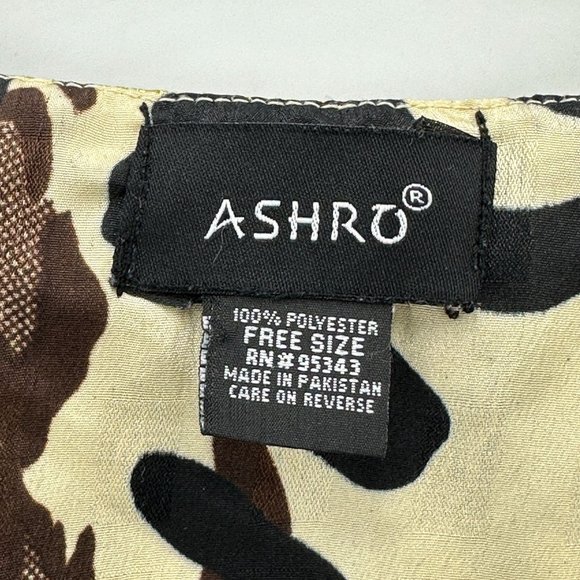 ASHRO®
100% POLYESTER
FREE SIZE
RN#95343
MADE IN PAKISTAN
CARE ON REVERSE